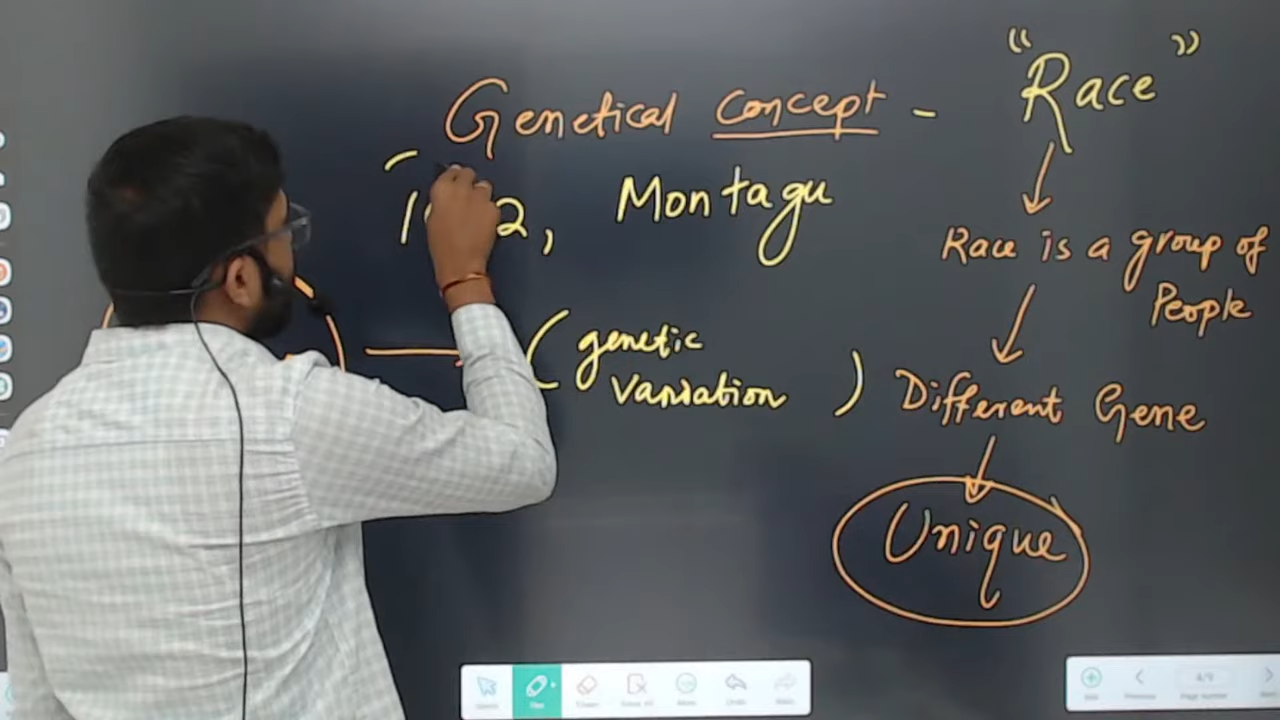 Genetical Concept - "Race"
Montagu
Race is a group of
People
(genetic
variation)
Different Gene
Unique